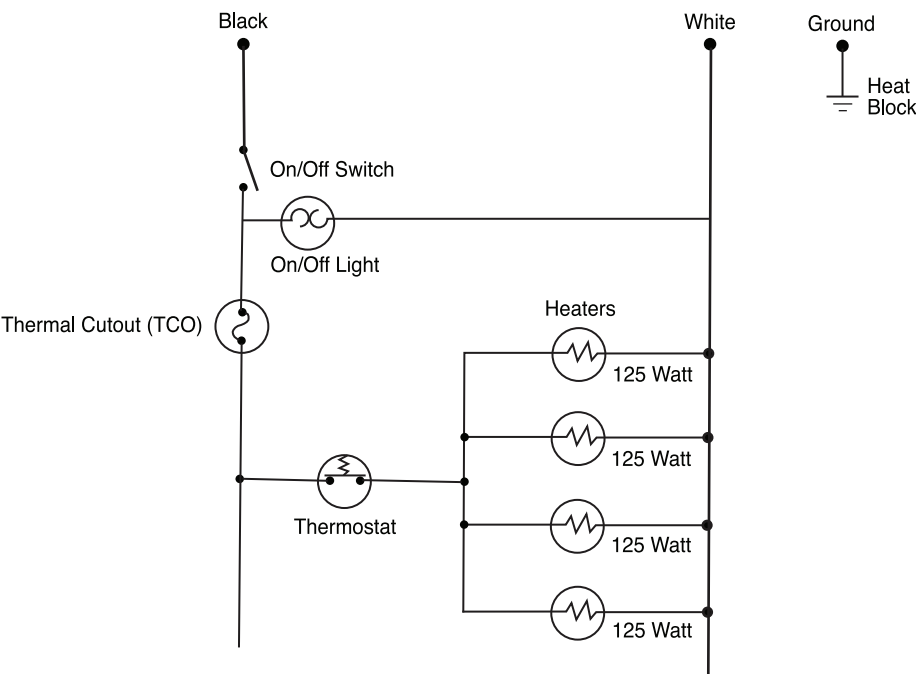 Black
White
Ground
Heat
Block
On/Off Switch
On/Off Light
Thermal Cutout (TCO)
Heaters
125 Watt
125 Watt
Thermostat
125 Watt
125 Watt